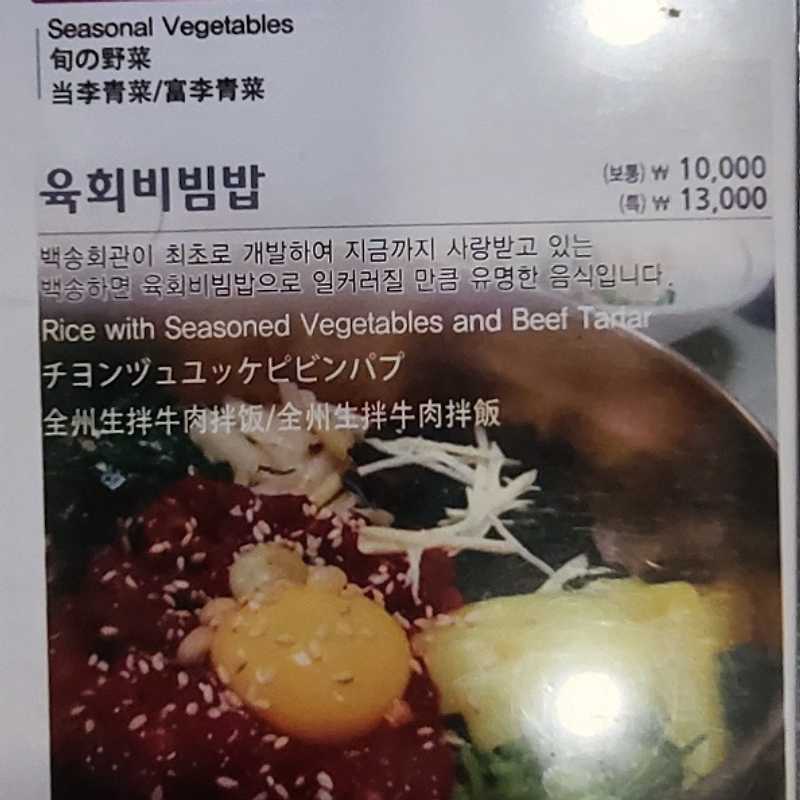 Seasonal Vegetables
旬の野菜
当李青菜/富李青菜
육회비빔밥
(보통) ₩ 10,000
(특) ₩ 13,000
백송회관이 최초로 개발하여 지금까지 사랑받고 있는
백송하면 육회비빔밥으로 일커러질 만큼 유명한 음식입니다.
Rice with Seasoned Vegetables and Beef Tartar
チヨンヅュユッケピビンパプ
全州生拌牛肉拌饭/全州生拌牛肉拌飯